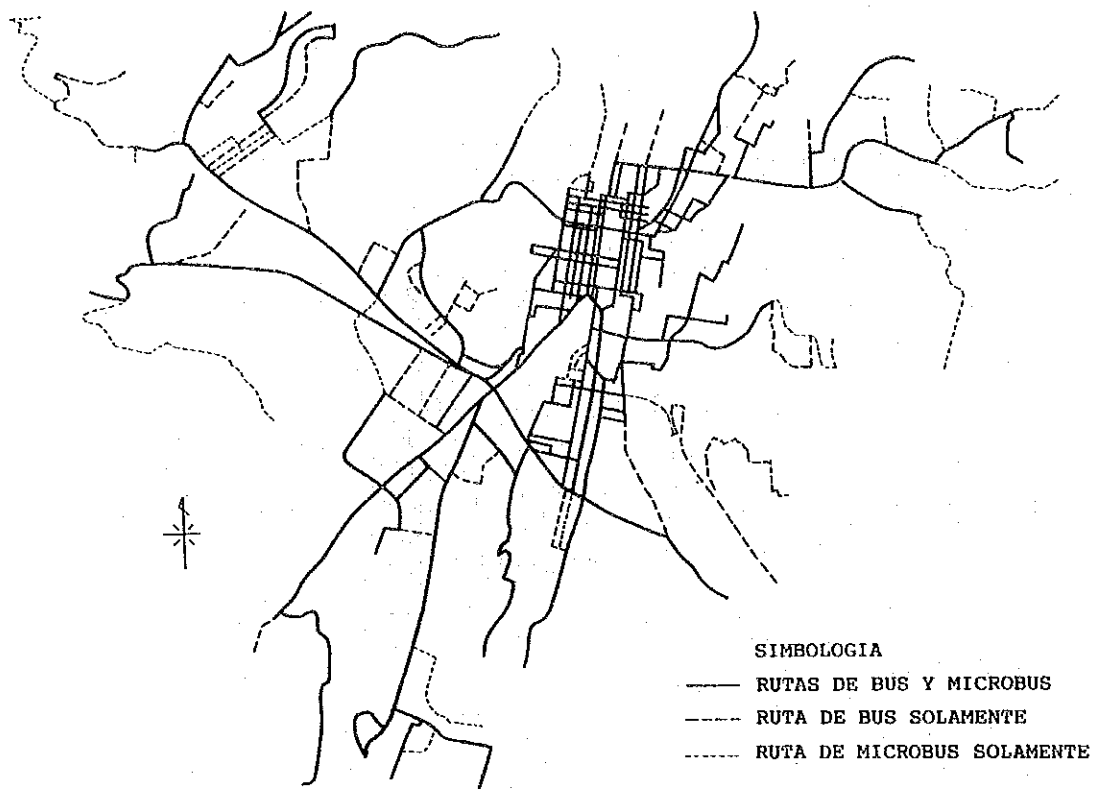 SIMBOLOGIA
RUTAS DE BUS Y MICROBUS
RUTA DE BUS SOLAMENTE
RUTA DE MICROBUS SOLAMENTE